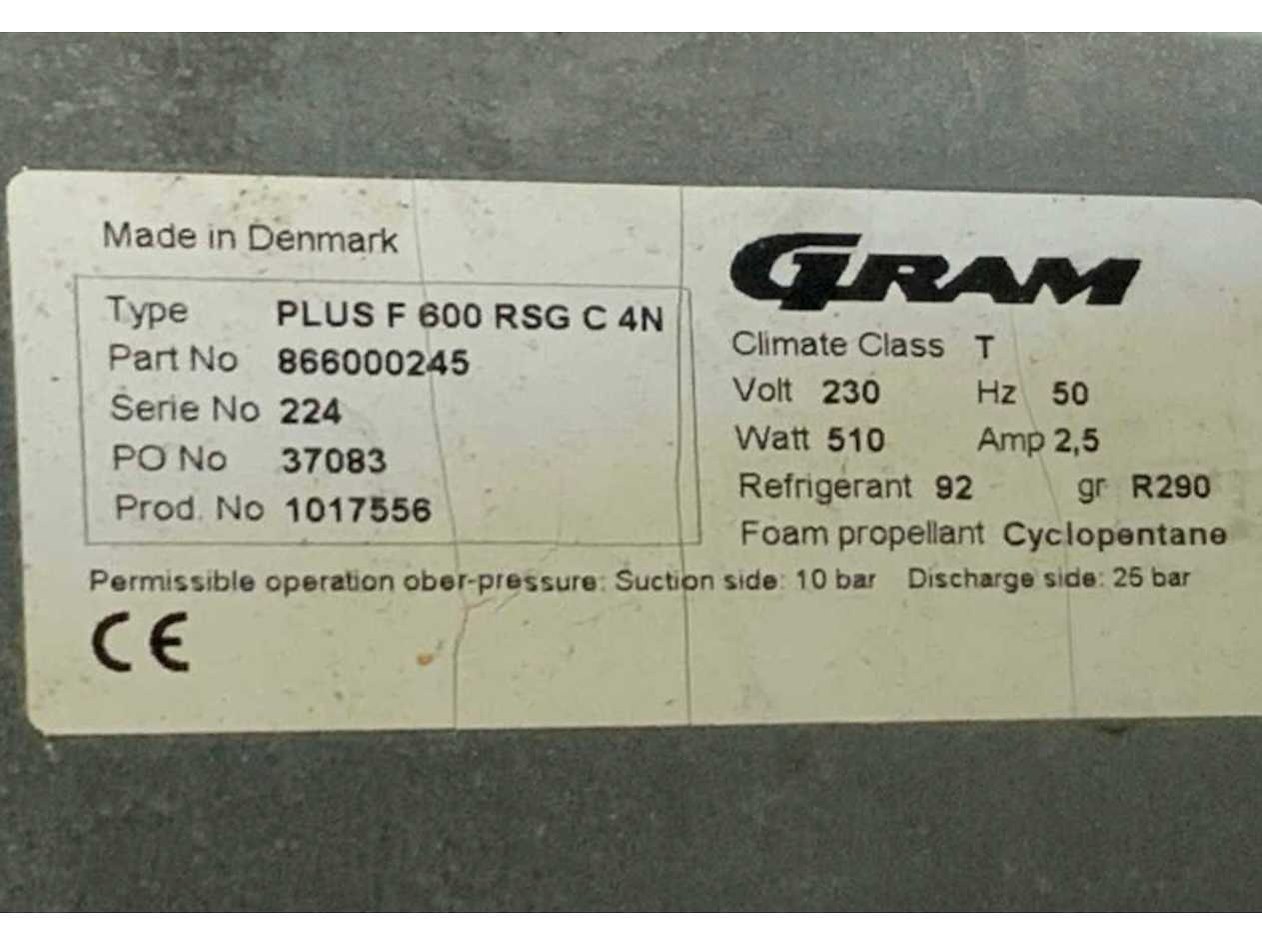 Made in Denmark
Type PLUS F 600 RSG C 4N
Part No 866000245
Serie No 224
PO No 37083
Prod. No 1017556
GRAM
Climate Class T
Volt 230 Hz 50
Watt 510 Amp 2,5
Refrigerant 92 gr R290
Foam propellant Cyclopentane
Permissible operation ober-pressure: Suction side: 10 bar Discharge side: 25 bar
CE